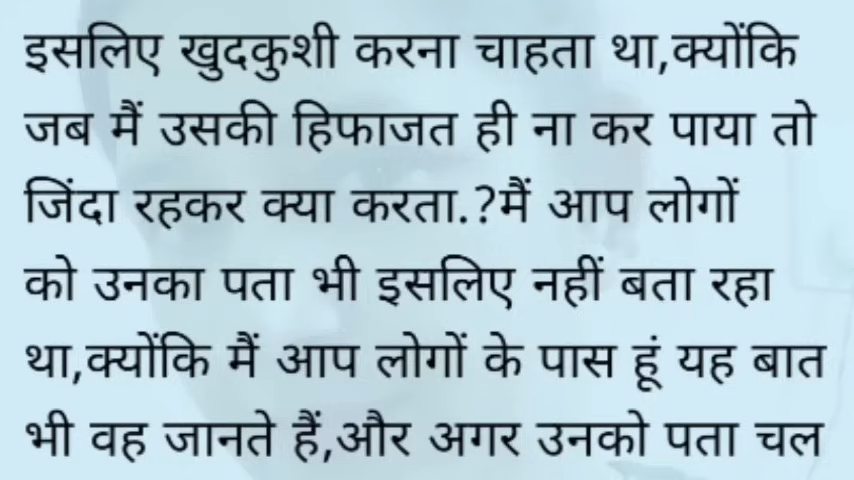 इसलिए खुदकुशी करना चाहता था,क्योंकि
जब मैं उसकी हिफाजत ही ना कर पाया तो
जिंदा रहकर क्या करता.?मैं आप लोगों
को उनका पता भी इसलिए नहीं बता रहा
था,क्योंकि मैं आप लोगों के पास हूं यह बात
भी वह जानते हैं,और अगर उनको पता चल